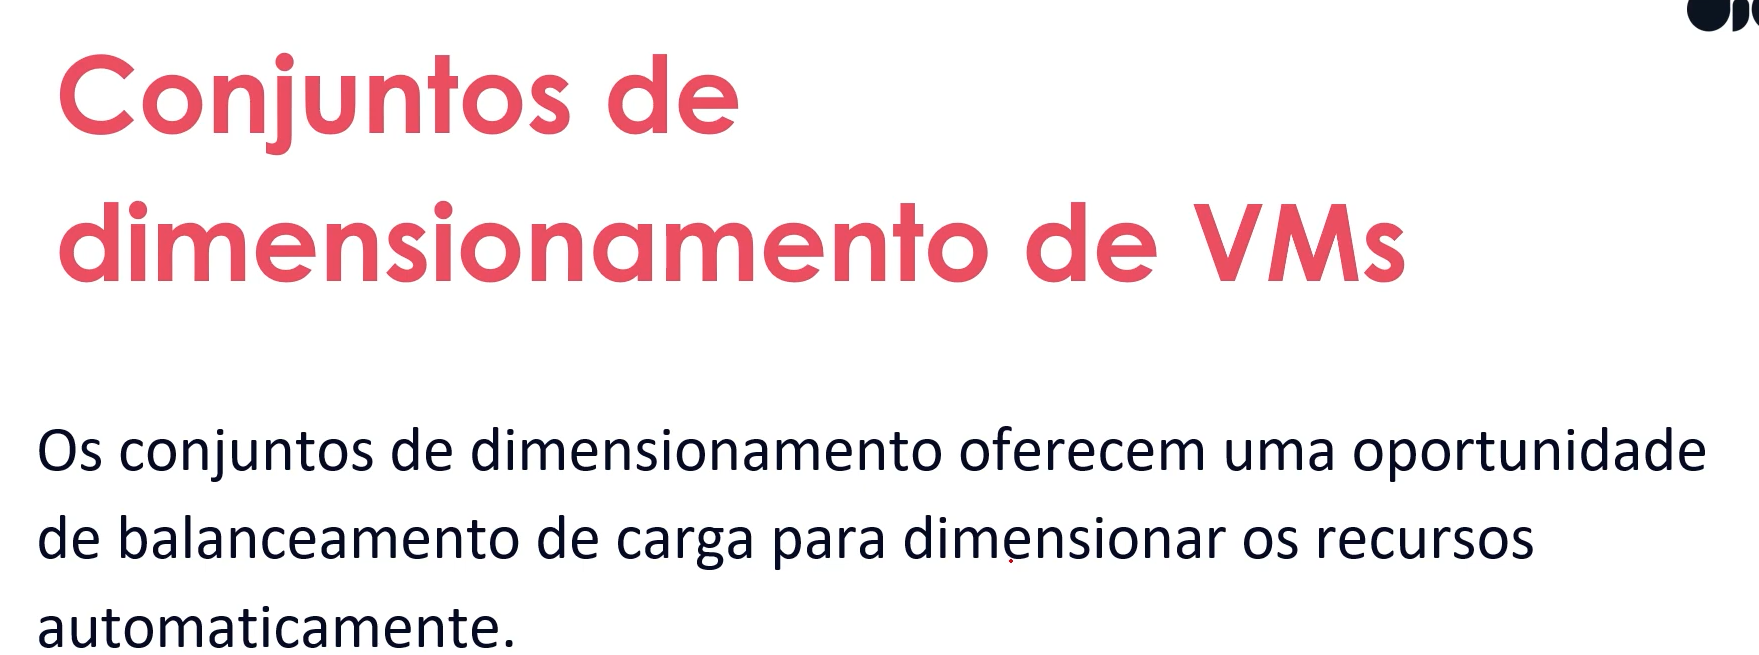 Conjuntos de
dimensionamento de VMs
Os conjuntos de dimensionamento oferecem uma oportunidade
de balanceamento de carga para dimensionar os recursos
automaticamente.